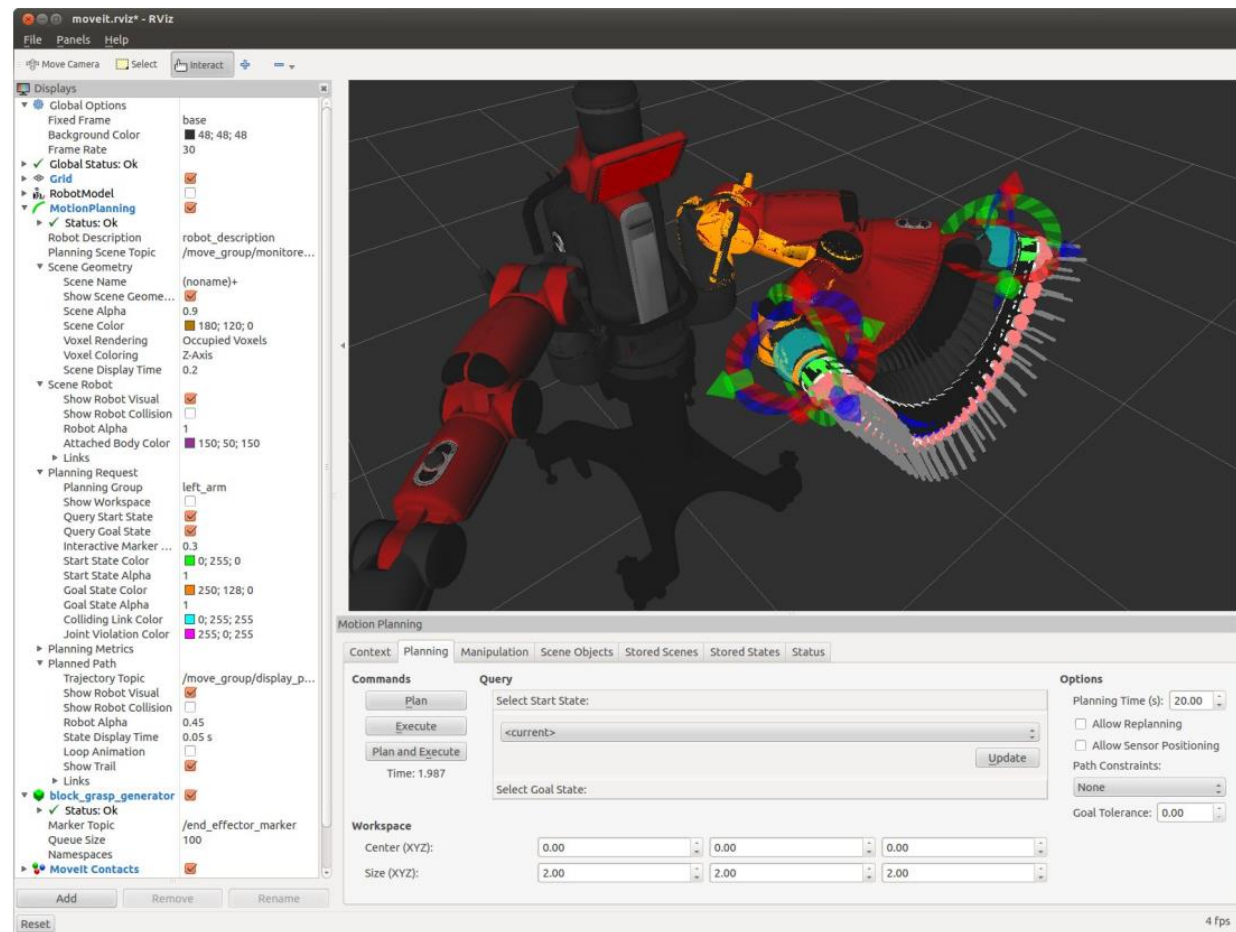 moveit.rviz* - RViz
File Panels Help
Move Camera Select Interact
Displays
Global Options
Fixed Frame base
Background Color 48; 48; 48
Frame Rate 30
Global Status: Ok
Grid
RobotModel
MotionPlanning
Status: Ok
Robot Description robot_description
Planning Scene Topic /move_group/monitore...
Scene Geometry
Scene Name (noname)+
Show Scene Geome...
Scene Alpha 0.9
Scene Color 180; 120; 0
Voxel Rendering Occupied Voxels
Voxel Coloring Z-Axis
Scene Display Time 0.2
Scene Robot
Show Robot Visual
Show Robot Collision
Robot Alpha 1
Attached Body Color 150; 50; 150
Links
Planning Request
Planning Group left_arm
Show Workspace
Query Start State
Query Goal State
Interactive Marker ... 0.3
Start State Color 0; 255; 0
Start State Alpha 1
Goal State Color 250; 128; 0
Goal State Alpha 1
Colliding Link Color 0; 255; 255
Joint Violation Color 255; 0; 255
Planning Metrics
Planned Path
Trajectory Topic /move_group/display_p...
Show Robot Visual
Show Robot Collision
Robot Alpha 0.45
State Display Time 0.05 s
Loop Animation
Show Trail
Links
block_grasp_generator
Status: Ok
Marker Topic /end_effector_marker
Queue Size 100
Namespaces
MoveIt Contacts
Add Remove Rename
Reset
Motion Planning
Context Planning Manipulation Scene Objects Stored Scenes Stored States Status
Commands
Plan
Execute
Plan and Execute
Time: 1.987
Query
Select Start State:
<current>
Update
Select Goal State:
Options
Planning Time (s): 20.00
Allow Replanning
Allow Sensor Positioning
Path Constraints:
None
Goal Tolerance: 0.00
Workspace
Center (XYZ): 0.00 0.00 0.00
Size (XYZ): 2.00 2.00 2.00
4 fps